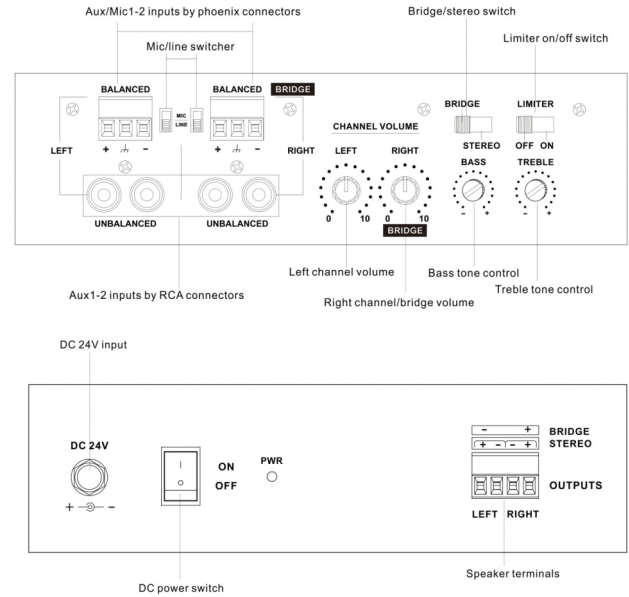 Aux/Mic1-2 inputs by phoenix connectors
Bridge/stereo switch
Mic/line switcher
Limiter on/off switch
BALANCED
BALANCED
BRIDGE
MIC
LINE
BRIDGE
LIMITER
CHANNEL VOLUME
LEFT
+ -
+ -
RIGHT
LEFT
RIGHT
STEREO
OFF ON
BASS
TREBLE
0 10
0 10
- +
- +
UNBALANCED
UNBALANCED
BRIDGE
Left channel volume
Bass tone control
Aux1-2 inputs by RCA connectors
Right channel/bridge volume
Treble tone control
DC 24V input
DC 24V
ON
OFF
PWR
- +
BRIDGE
+ - - +
STEREO
OUTPUTS
+ -
LEFT RIGHT
DC power switch
Speaker terminals